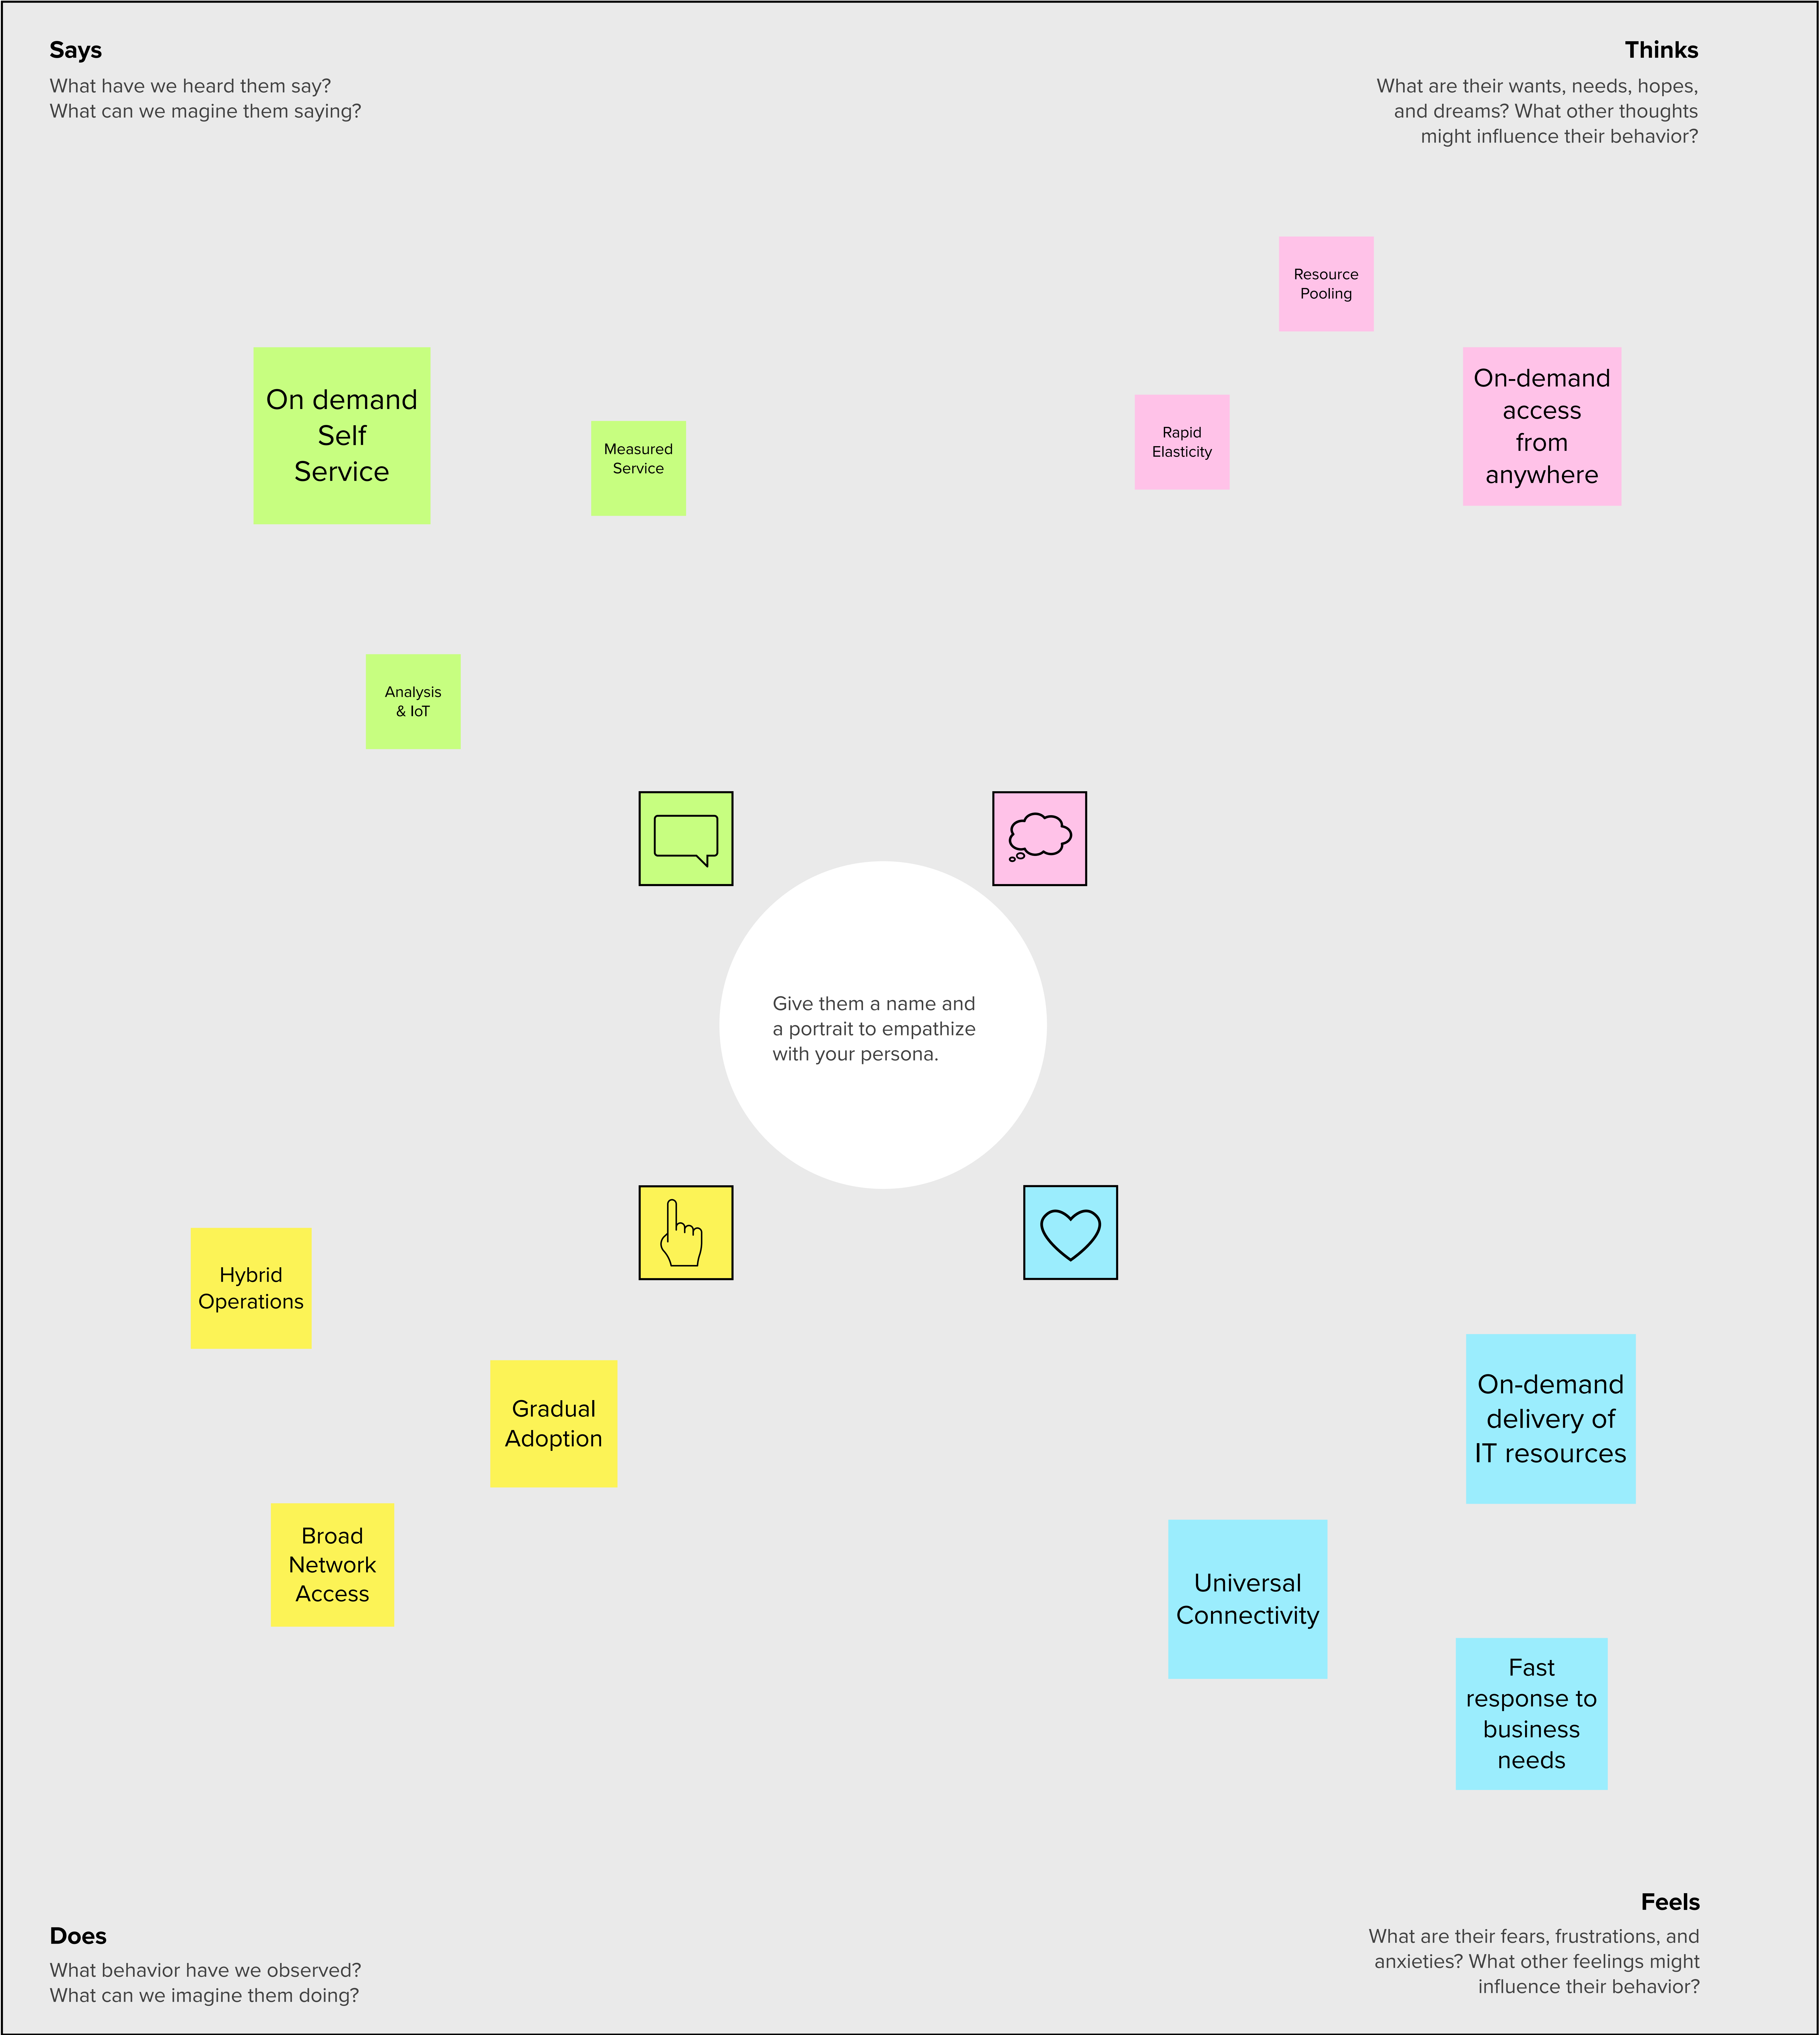 Says
What have we heard them say?
What can we magine them saying?
Thinks
What are their wants, needs, hopes,
and dreams? What other thoughts
might influence their behavior?
Resource
Pooling
On demand
Self
Service
Measured
Service
Rapid
Elasticity
On-demand
access
from
anywhere
Analysis
& IoT
Give them a name and
a portrait to empathize
with your persona.
Hybrid
Operations
Gradual
Adoption
Broad
Network
Access
On-demand
delivery of
IT resources
Universal
Connectivity
Fast
response to
business
needs
Does
What behavior have we observed?
What can we imagine them doing?
Feels
What are their fears, frustrations, and
anxieties? What other feelings might
influence their behavior?